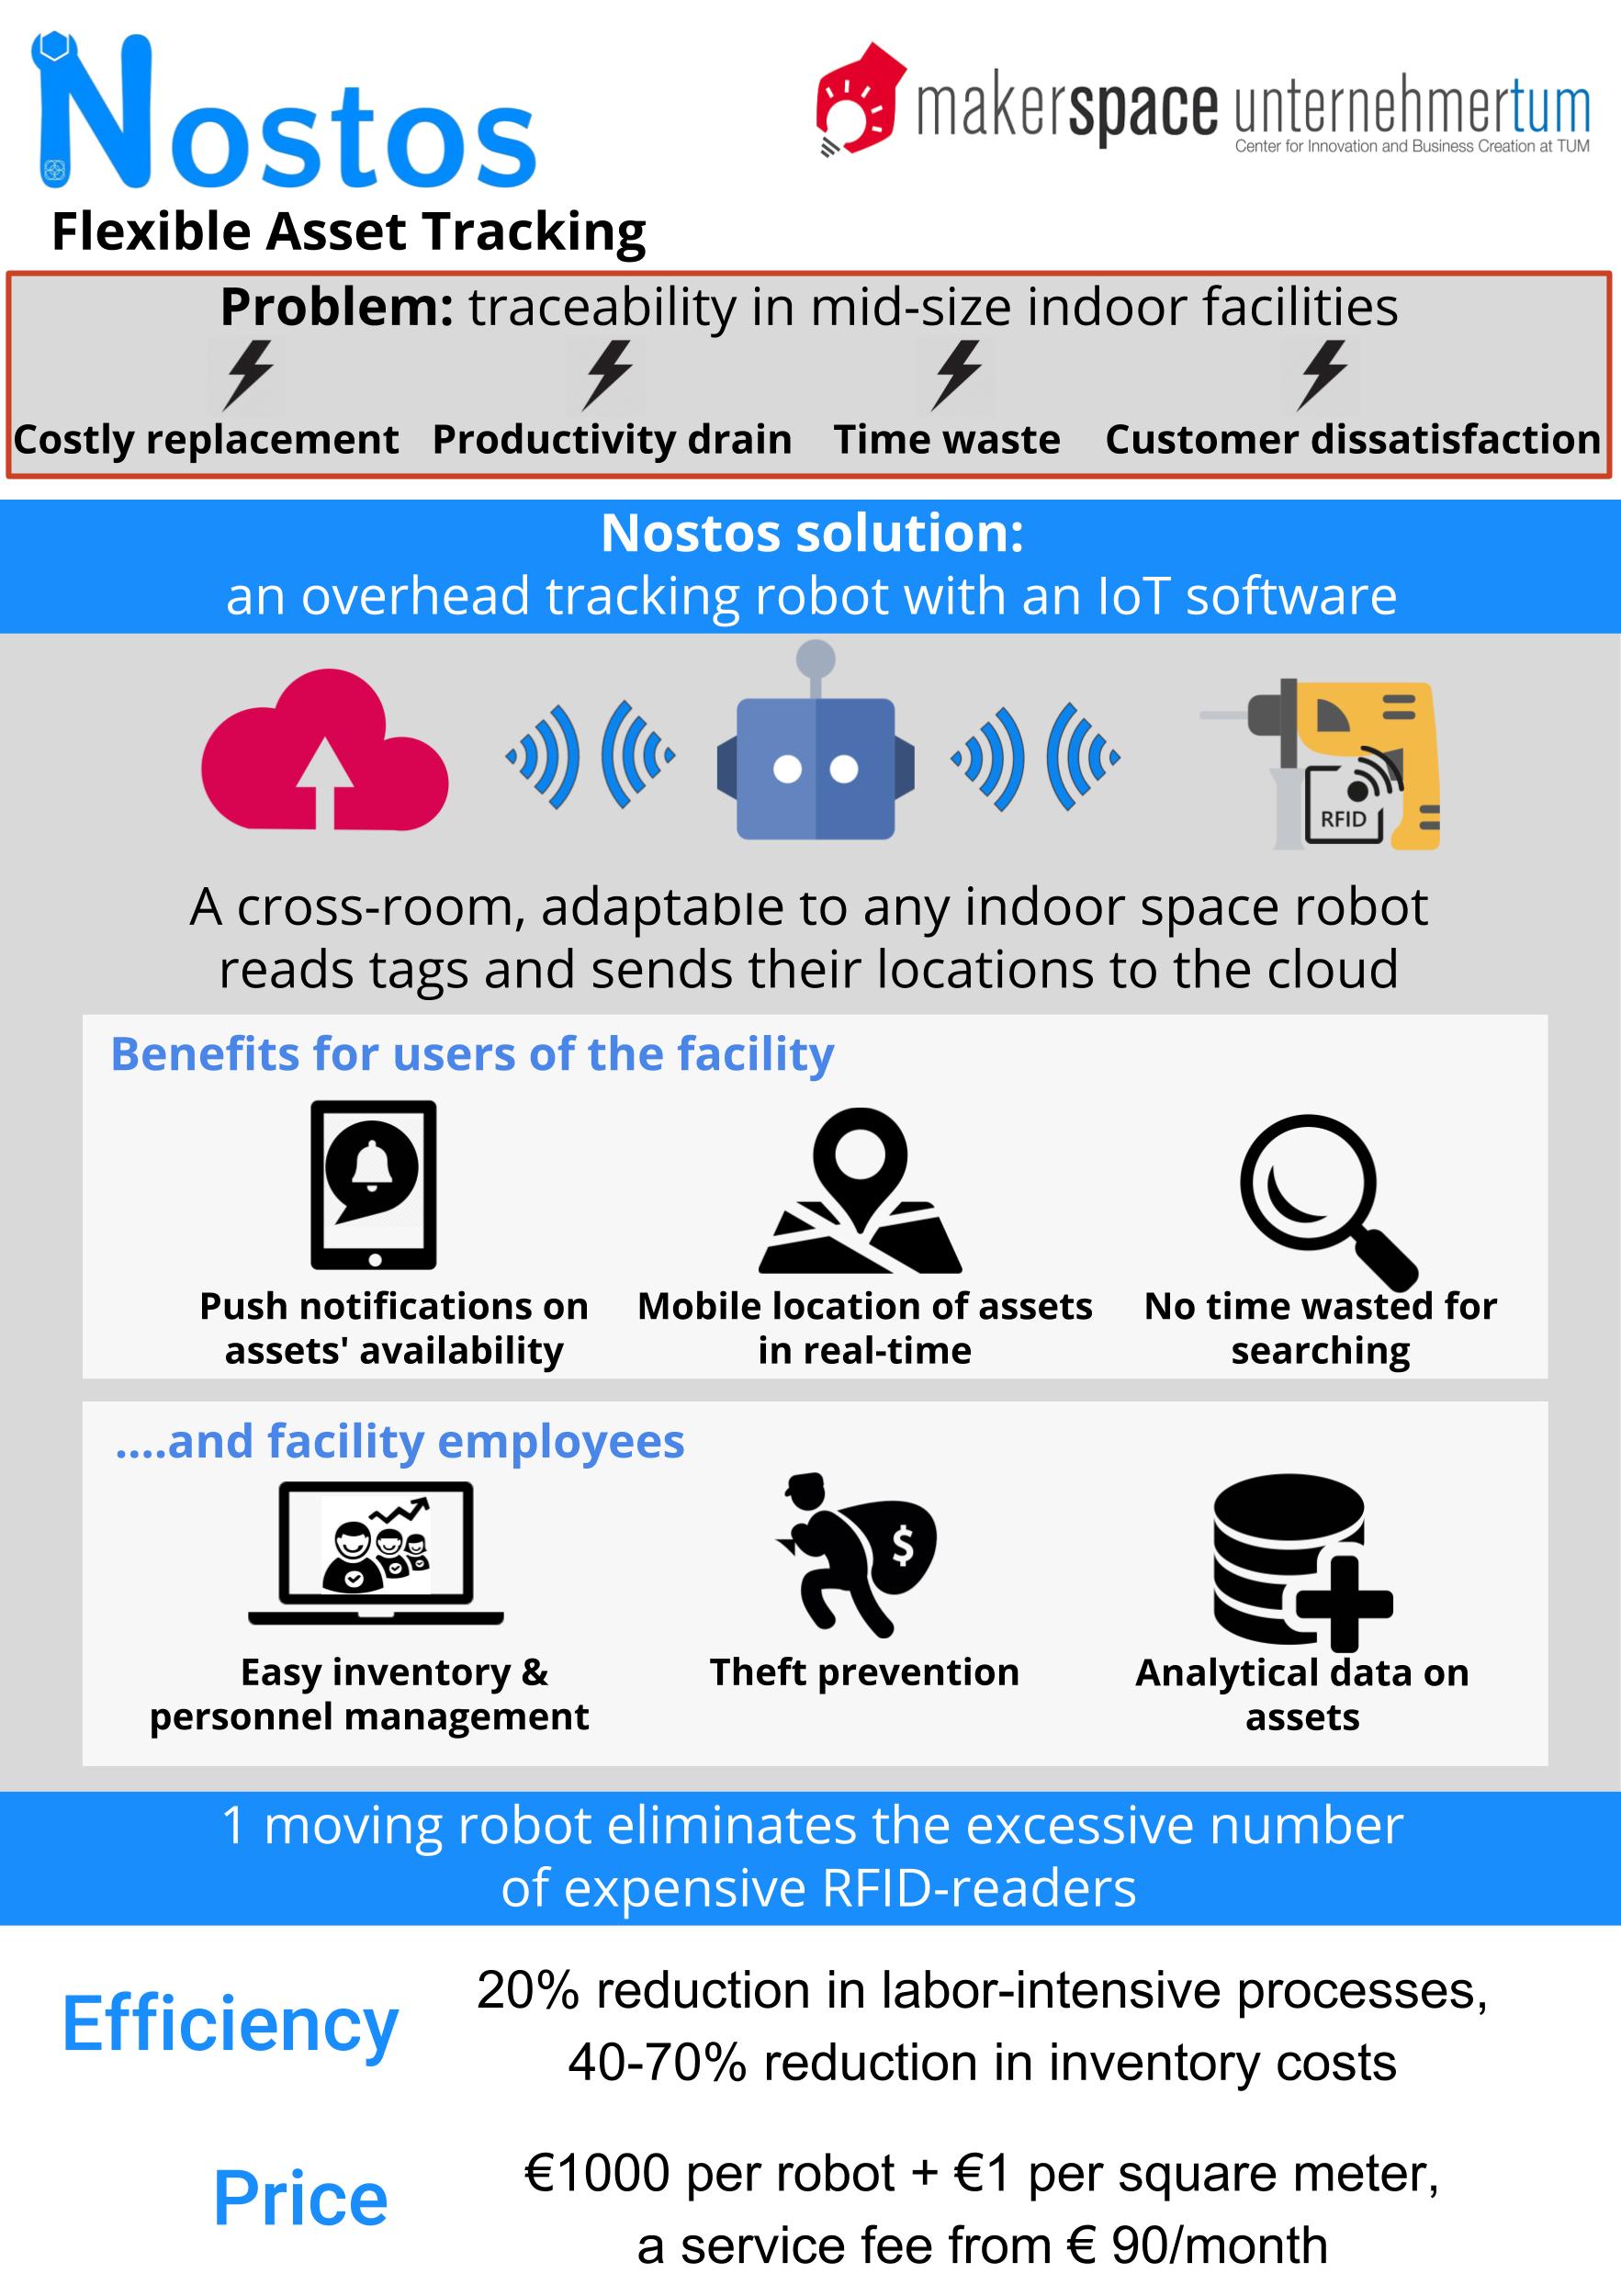 Nostos
makerspace unternehmertum
Center for Innovation and Business Creation at TUM
Flexible Asset Tracking
Problem: traceability in mid-size indoor facilities
Costly replacement Productivity drain Time waste Customer dissatisfaction
Nostos solution:
an overhead tracking robot with an IoT software
RFID
A cross-room, adaptable to any indoor space robot
reads tags and sends their locations to the cloud
Benefits for users of the facility
Push notifications on
assets' availability
Mobile location of assets
in real-time
No time wasted for
searching
....and facility employees
$
Easy inventory &
personnel management
Theft prevention
Analytical data on
assets
1 moving robot eliminates the excessive number
of expensive RFID-readers
Efficiency
20% reduction in labor-intensive processes,
40-70% reduction in inventory costs
Price
€1000 per robot + €1 per square meter,
a service fee from € 90/month